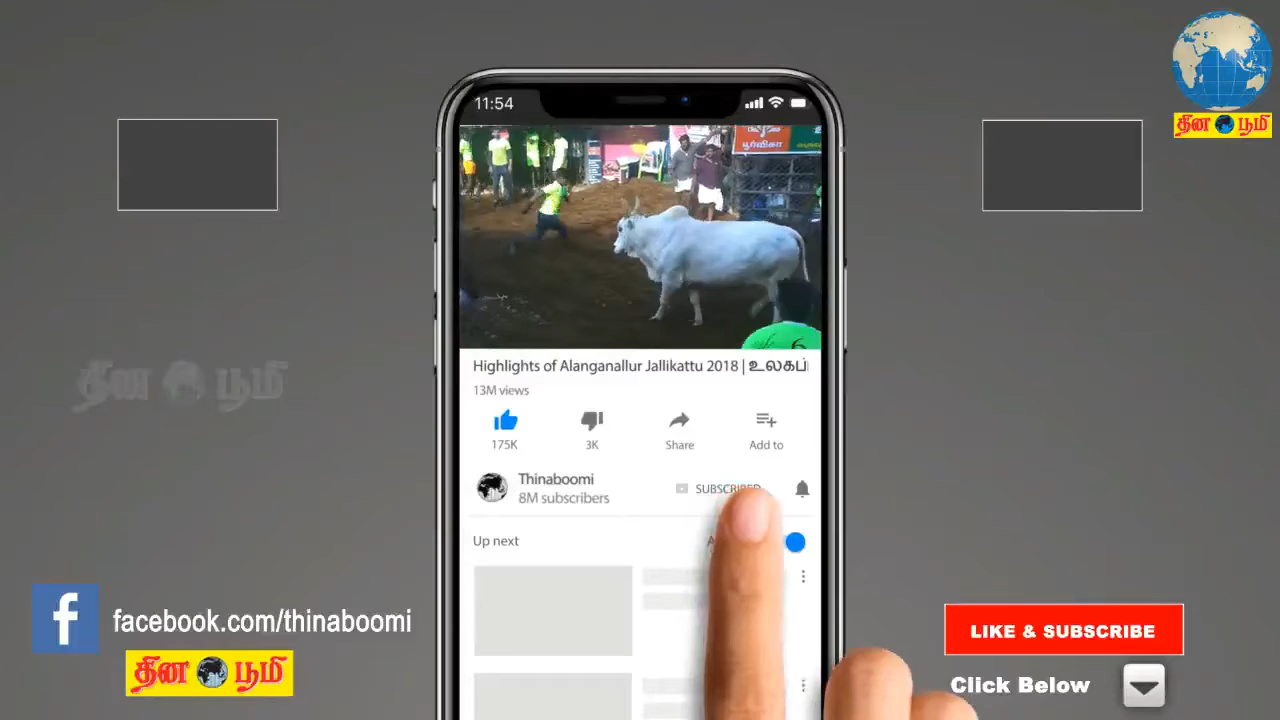 தின பூமி
11:54
பூர்விகா
6
Highlights of Alanganallur Jallikattu 2018 | உலகப்
13M views
175K
3K
Share
Add to
தின பூமி
Thinaboomi
SUBSCRIBED
8M subscribers
Up next
f
facebook.com/thinaboomi
தின பூமி
LIKE & SUBSCRIBE
Click Below